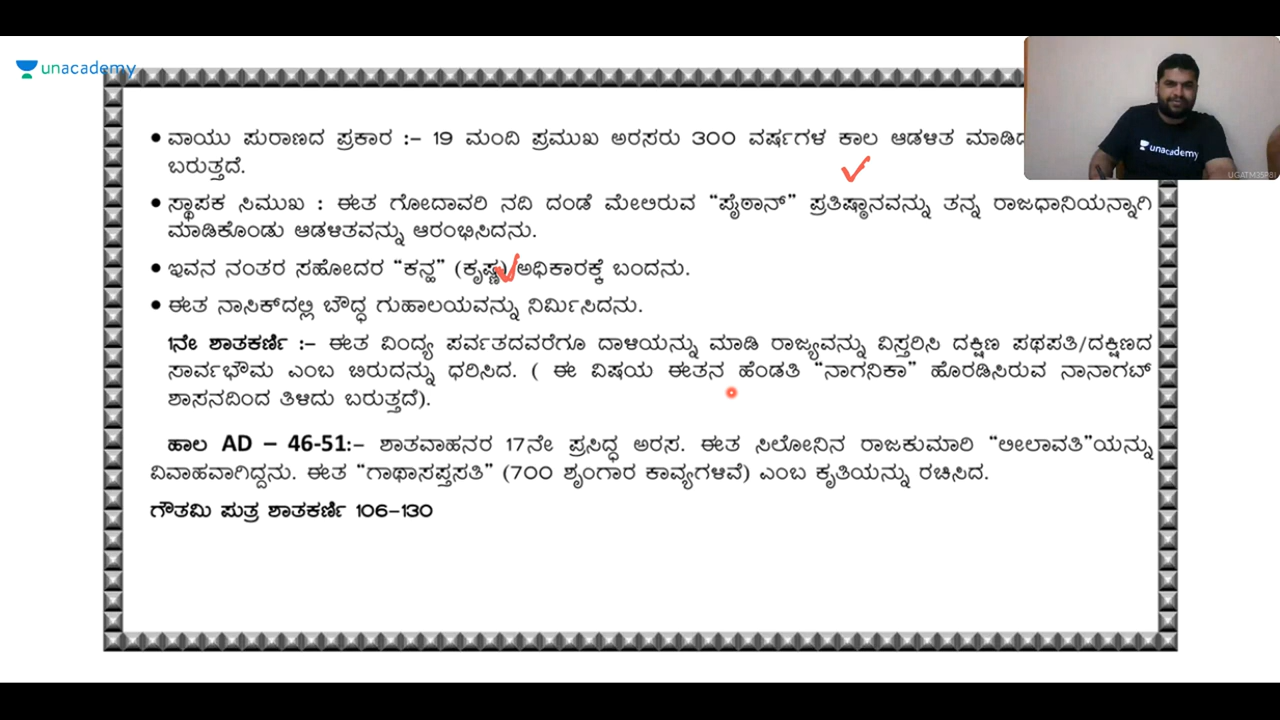 unacademy
• ವಾಯು ಪುರಾಣದ ಪ್ರಕಾರ :– 19 ಮಂದಿ ಪ್ರಮುಖ ಅರಸರು 300 ವರ್ಷಗಳ ಕಾಲ ಆಡಳಿತ
ಬರುತ್ತದೆ.
• ಸ್ಥಾಪಕ ಸಿಮುಖ : ಈತ ಗೋದಾವರಿ ನದಿ ದಂಡೆ ಮೇಲಿರುವ “ಪೈಠಾನ್” ಪ್ರತಿಷ್ಠಾನವನ್ನು ತನ್ನ ರಾಜಧಾನಿಯನ್ನಾಗಿ
ಮಾಡಿಕೊಂಡು ಆಡಳಿತವನ್ನು ಆರಂಭಿಸಿದನು.
• ಇವನ ನಂತರ ಸಹೋದರ “ಕನ್ಹ” (ಕೃಷ್ಣ) ಅಧಿಕಾರಕ್ಕೆ ಬಂದನು.
• ಈತ ನಾಸಿಕ್‌ದಲ್ಲಿ ಬೌದ್ಧ ಗುಹಾಲಯವನ್ನು ನಿರ್ಮಿಸಿದನು.
1ನೇ ಶಾತಕರ್ಣಿ :– ಈತ ವಿಂದ್ಯ ಪರ್ವತದವರೆಗೂ ದಾಳಿಯನ್ನು ಮಾಡಿ ರಾಜ್ಯವನ್ನು ವಿಸ್ತರಿಸಿ ದಕ್ಷಿಣ ಪಥಪತಿ/ದಕ್ಷಿಣದ
ಸಾರ್ವಭೌಮ ಎಂಬ ಬಿರುದನ್ನು ಧರಿಸಿದ. ( ಈ ವಿಷಯ ಈತನ ಹೆಂಡತಿ “ನಾಗನಿಕಾ” ಹೊರಡಿಸಿರುವ ನಾನಾಗಟ್
ಶಾಸನದಿಂದ ತಿಳಿದು ಬರುತ್ತದೆ).
ಹಾಲ AD – 46-51:– ಶಾತವಾಹನರ 17ನೇ ಪ್ರಸಿದ್ಧ ಅರಸ. ಈತ ಸಿಲೋನಿನ ರಾಜಕುಮಾರಿ “ಲೀಲಾವತಿ”ಯನ್ನು
ವಿವಾಹವಾಗಿದ್ದನು. ಈತ “ಗಾಥಾಸಪ್ತಸತಿ” (700 ಶೃಂಗಾರ ಕಾವ್ಯಗಳಿವೆ) ಎಂಬ ಕೃತಿಯನ್ನು ರಚಿಸಿದ.
ಗೌತಮಿ ಪುತ್ರ ಶಾತಕರ್ಣಿ 106–130
unacademy